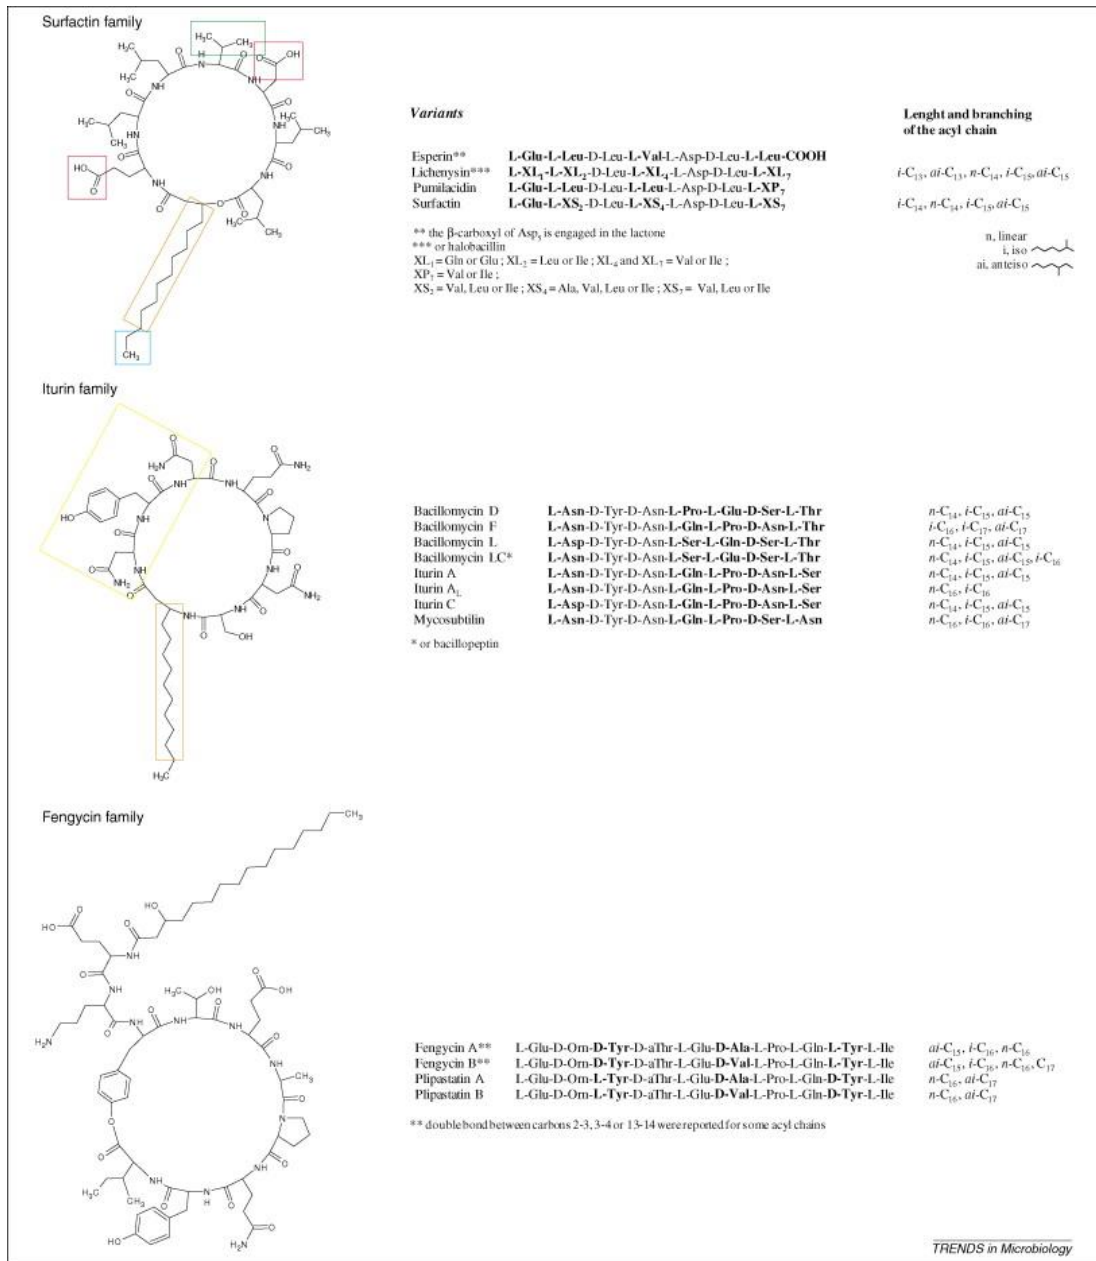 Surfactin family
Variants
Lenght and branching
of the acyl chain
Esperin** L-Glu-L-Leu-D-Leu-L-Val-L-Asp-D-Leu-L-Leu-COOH
Lichenysin*** L-XL1-L-XL2-D-Leu-L-XL4-L-Asp-D-Leu-L-XL7 i-C13, ai-C13, n-C14, i-C15, ai-C15
Pumilacidin L-Glu-L-Leu-D-Leu-L-Leu-L-Asp-D-Leu-L-XP7
Surfactin L-Glu-L-XS2-D-Leu-L-XS4-L-Asp-D-Leu-L-XS7 i-C14, n-C14, i-C15, ai-C15
** the β-carboxyl of Asp5 is engaged in the lactone
*** or halobacillin
XL1 = Gln or Glu ; XL2 = Leu or Ile ; XL4 and XL7 = Val or Ile ;
XP7 = Val or Ile ;
XS2 = Val, Leu or Ile ; XS4 = Ala, Val, Leu or Ile ; XS7 = Val, Leu or Ile
n, linear
i, iso
ai, anteiso
Iturin family
Bacillomycin D L-Asn-D-Tyr-D-Asn-L-Pro-L-Glu-D-Ser-L-Thr n-C14, i-C15, ai-C15
Bacillomycin F L-Asn-D-Tyr-D-Asn-L-Gln-L-Pro-D-Asn-L-Thr i-C16, i-C17, ai-C17
Bacillomycin L L-Asp-D-Tyr-D-Asn-L-Ser-L-Gln-D-Ser-L-Thr n-C14, i-C15, ai-C15
Bacillomycin LC* L-Asn-D-Tyr-D-Asn-L-Ser-L-Glu-D-Ser-L-Thr n-C14, i-C15, ai-C15, i-C16
Iturin A L-Asn-D-Tyr-D-Asn-L-Gln-L-Pro-D-Asn-L-Ser n-C14, i-C15, ai-C15
Iturin AL L-Asn-D-Tyr-D-Asn-L-Gln-L-Pro-D-Asn-L-Ser n-C16, i-C16
Iturin C L-Asp-D-Tyr-D-Asn-L-Gln-L-Pro-D-Asn-L-Ser n-C14, i-C15, ai-C15
Mycosubtilin L-Asn-D-Tyr-D-Asn-L-Gln-L-Pro-D-Ser-L-Asn n-C16, i-C16, ai-C17
* or bacillopeptin
Fengycin family
Fengycin A** L-Glu-D-Orn-D-Tyr-D-aThr-L-Glu-D-Ala-L-Pro-L-Gln-L-Tyr-L-Ile ai-C15, i-C16, n-C16
Fengycin B** L-Glu-D-Orn-D-Tyr-D-aThr-L-Glu-D-Val-L-Pro-L-Gln-L-Tyr-L-Ile ai-C15, i-C16, n-C16, C17
Plipastatin A L-Glu-D-Orn-L-Tyr-D-aThr-L-Glu-D-Ala-L-Pro-L-Gln-D-Tyr-L-Ile n-C16, ai-C17
Plipastatin B L-Glu-D-Orn-L-Tyr-D-aThr-L-Glu-D-Val-L-Pro-L-Gln-D-Tyr-L-Ile n-C16, ai-C17
** double bond between carbons 2-3, 3-4 or 13-14 were reported for some acyl chains
TRENDS in Microbiology